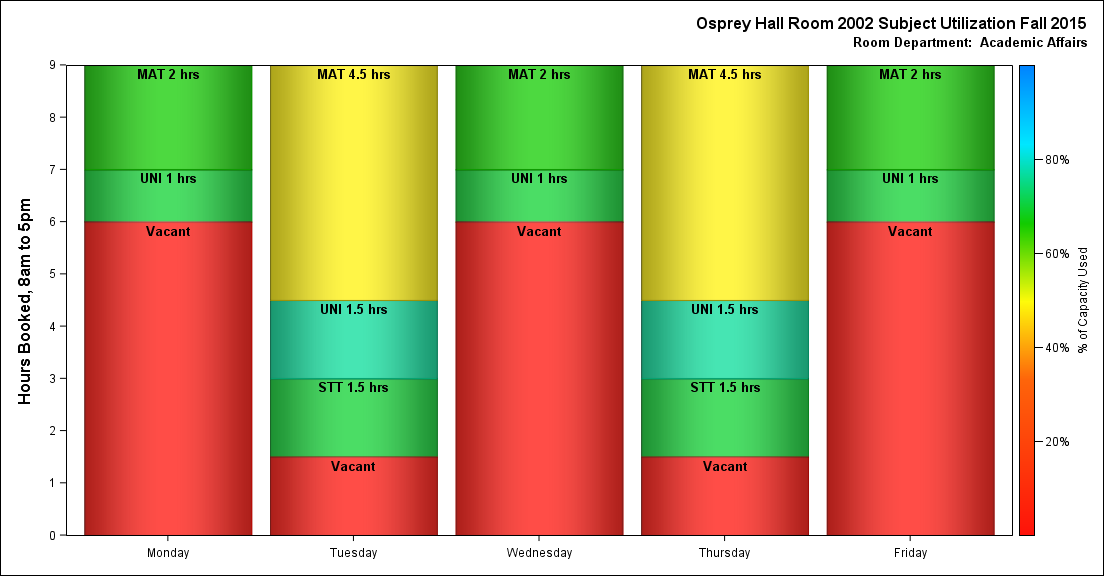 Osprey Hall Room 2002 Subject Utilization Fall 2015
Room Department:  Academic Affairs
Hours Booked, 8am to 5pm
9
8
7
6
5
4
3
2
1
0
MAT 2 hrs
UNI 1 hrs
Vacant
MAT 4.5 hrs
UNI 1.5 hrs
STT 1.5 hrs
Vacant
MAT 2 hrs
UNI 1 hrs
Vacant
MAT 4.5 hrs
UNI 1.5 hrs
STT 1.5 hrs
Vacant
MAT 2 hrs
UNI 1 hrs
Vacant
Monday
Tuesday
Wednesday
Thursday
Friday
80%
60%
40%
20%
% of Capacity Used